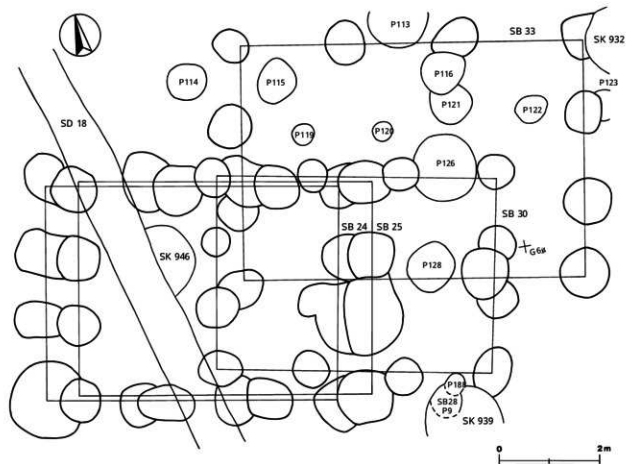 P113
SB 33
SK 932
P114
P115
P116
P121
P122
P123
SD 18
P119
P120
P126
SB 30
SB 24
SB 25
SK 946
P128
G6
P188
SB28
P9
SK 939
0
2m